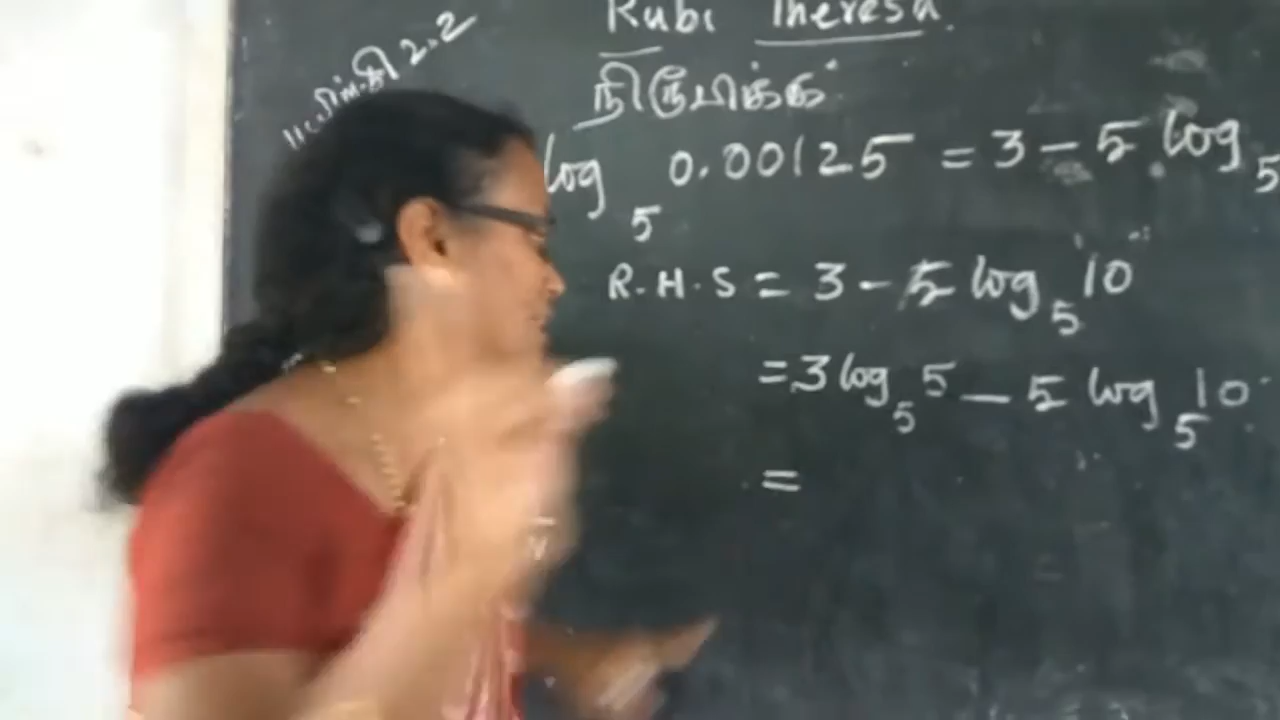 Rubi Theresa.
2.2
நிரூபிக்க
log 5 0.00125 = 3 - 5 log 5
R.H.S = 3 - 5 log 5 10
= 3 log 5 5 - 5 log 5 10
=